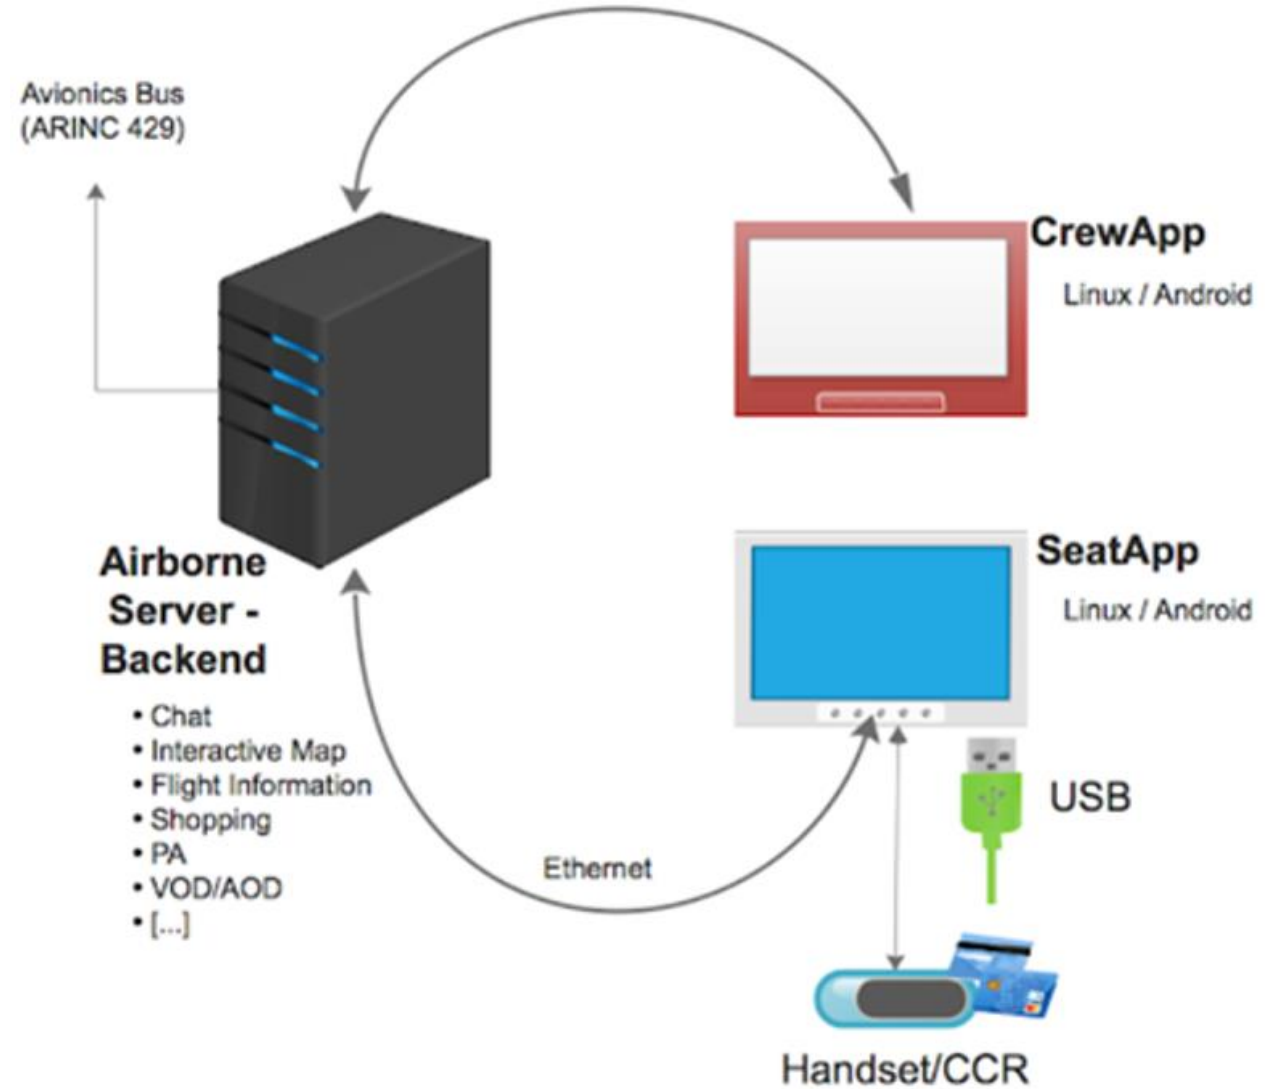 Avionics Bus
(ARINC 429)
CrewApp
Linux / Android
Airborne
Server -
Backend
• Chat
• Interactive Map
• Flight Information
• Shopping
• PA
• VOD/AOD
• [...]
SeatApp
Linux / Android
USB
Ethernet
Handset/CCR